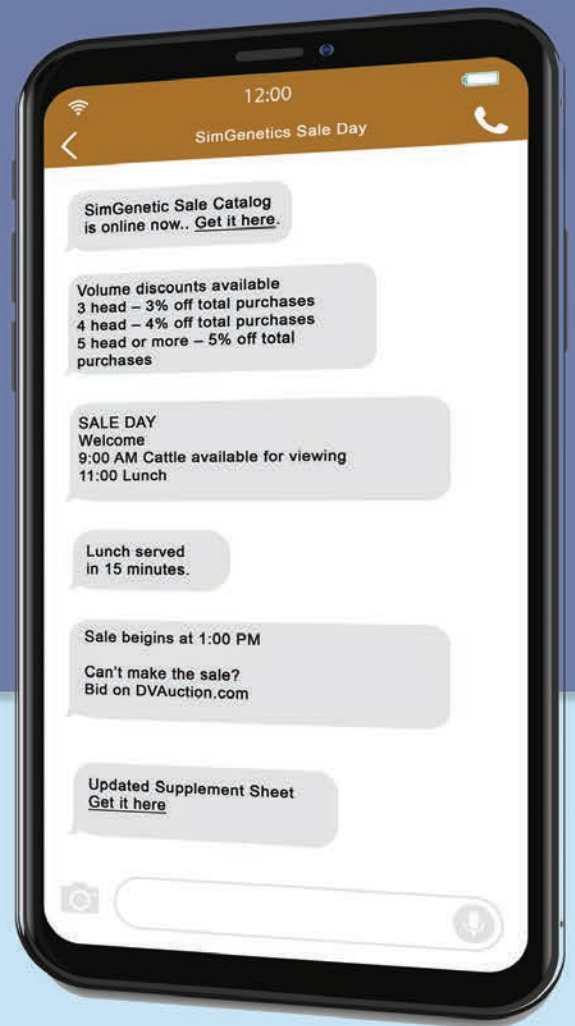 12:00
SimGenetics Sale Day
SimGenetic Sale Catalog
is online now.. Get it here.
Volume discounts available
3 head – 3% off total purchases
4 head – 4% off total purchases
5 head or more – 5% off total
purchases
SALE DAY
Welcome
9:00 AM Cattle available for viewing
11:00 Lunch
Lunch served
in 15 minutes.
Sale beigins at 1:00 PM
Can't make the sale?
Bid on DVAuction.com
Updated Supplement Sheet
Get it here